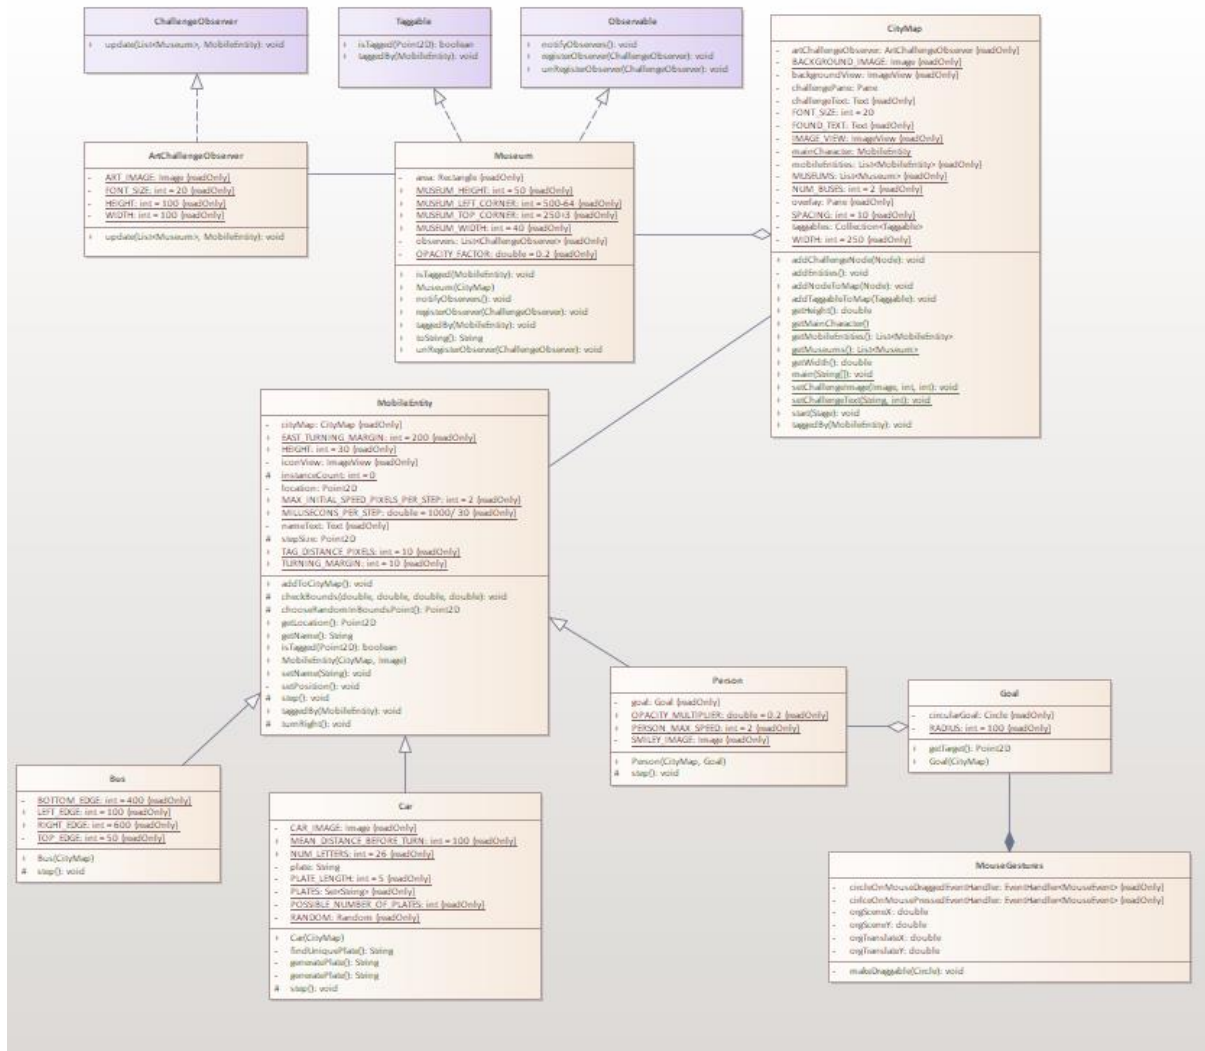 ChallengeObserver
+ update(List<Museum>, MobileEntity): void
Taggable
+ isTagged(Point2D): boolean
+ taggedBy(MobileEntity): void
Observable
+ notifyObservers(): void
+ registerObserver(ChallengeObserver): void
+ unRegisterObserver(ChallengeObserver): void
CityMap
- artChallengeObserver: ArtChallengeObserver {readOnly}
- BACKGROUND_IMAGE: Image {readOnly}
- backgroundView: ImageView {readOnly}
- challengePane: Pane
- challengeText: Text {readOnly}
- FONT_SIZE: int = 20
- FOUND_TEXT: Text {readOnly}
- IMAGE_VIEW: ImageView {readOnly}
- mainCharacter: MobileEntity
- mobileEntities: List<MobileEntity> {readOnly}
- MUSEUMS: List<Museum> {readOnly}
- NUM_BUSES: int = 2 {readOnly}
- overlay: Pane {readOnly}
- SPACING: int = 10 {readOnly}
- taggables: Collection<Taggable>
- WIDTH: int = 250 {readOnly}
+ addChallengeNode(Node): void
- addEntities(): void
+ addNodeToMap(Node): void
+ addTaggableToMap(Taggable): void
+ getHeight(): double
+ getMainCharacter()
+ getMobileEntities(): List<MobileEntity>
+ getMuseums(): List<Museum>
+ getWidth(): double
+ main(String[]): void
+ setChallengeImage(Image, int, int): void
+ setChallengeText(String, int): void
+ start(Stage): void
+ taggedBy(MobileEntity): void
ArtChallengeObserver
- ART_IMAGE: Image {readOnly}
- FONT_SIZE: int = 20 {readOnly}
- HEIGHT: int = 100 {readOnly}
- WIDTH: int = 100 {readOnly}
+ update(List<Museum>, MobileEntity): void
Museum
- area: Rectangle {readOnly}
+ MUSEUM_HEIGHT: int = 50 {readOnly}
+ MUSEUM_LEFT_CORNER: int = 500-64 {readOnly}
+ MUSEUM_TOP_CORNER: int = 250+3 {readOnly}
+ MUSEUM_WIDTH: int = 40 {readOnly}
- observers: List<ChallengeObserver> {readOnly}
- OPACITY_FACTOR: double = 0.2 {readOnly}
+ isTagged(MobileEntity): void
+ Museum(CityMap)
+ notifyObservers(): void
+ registerObserver(ChallengeObserver): void
+ taggedBy(MobileEntity): void
+ toString(): String
+ unRegisterObserver(ChallengeObserver): void
MobileEntity
- cityMap: CityMap {readOnly}
+ EAST_TURNING_MARGIN: int = 200 {readOnly}
+ HEIGHT: int = 30 {readOnly}
- iconView: ImageView {readOnly}
# instanceCount: int = 0
- location: Point2D
+ MAX_INITIAL_SPEED_PIXELS_PER_STEP: int = 2 {readOnly}
+ MILLISECONS_PER_STEP: double = 1000/ 30 {readOnly}
- nameText: Text {readOnly}
# stepSize: Point2D
+ TAG_DISTANCE_PIXELS: int = 10 {readOnly}
+ TURNING_MARGIN: int = 10 {readOnly}
+ addToCityMap(): void
# checkBounds(double, double, double, double): void
# chooseRandomInBoundsPoint(): Point2D
+ getLocation(): Point2D
+ getName(): String
+ isTagged(Point2D): boolean
+ MobileEntity(CityMap, Image)
+ setName(String): void
- setPosition(): void
# step(): void
+ taggedBy(MobileEntity): void
# turnRight(): void
Person
- goal: Goal {readOnly}
+ OPACITY_MULTIPLIER: double = 0.2 {readOnly}
+ PERSON_MAX_SPEED: int = 2 {readOnly}
- SMILEY_IMAGE: Image {readOnly}
+ Person(CityMap, Goal)
# step(): void
Goal
- circularGoal: Circle {readOnly}
- RADIUS: int = 100 {readOnly}
+ getTarget(): Point2D
+ Goal(CityMap)
Bus
- BOTTOM_EDGE: int = 400 {readOnly}
+ LEFT_EDGE: int = 100 {readOnly}
+ RIGHT_EDGE: int = 600 {readOnly}
- TOP_EDGE: int = 50 {readOnly}
+ Bus(CityMap)
# step(): void
Car
- CAR_IMAGE: Image {readOnly}
+ MEAN_DISTANCE_BEFORE_TURN: int = 100 {readOnly}
+ NUM_LETTERS: int = 26 {readOnly}
- plate: String
- PLATE_LENGTH: int = 5 {readOnly}
- PLATES: Set<String> {readOnly}
- POSSIBLE_NUMBER_OF_PLATES: int {readOnly}
- RANDOM: Random {readOnly}
+ Car(CityMap)
- findUniquePlate(): String
- generatePlate(): String
- generatePlate(): String
# step(): void
MouseGestures
- circleOnMouseDraggedEventHandler: EventHandler<MouseEvent> {readOnly}
- cirlceOnMousePressedEventHandler: EventHandler<MouseEvent> {readOnly}
- orgSceneX: double
- orgSceneY: double
- orgTranslateX: double
- orgTranslateY: double
- makeDraggable(Circle): void